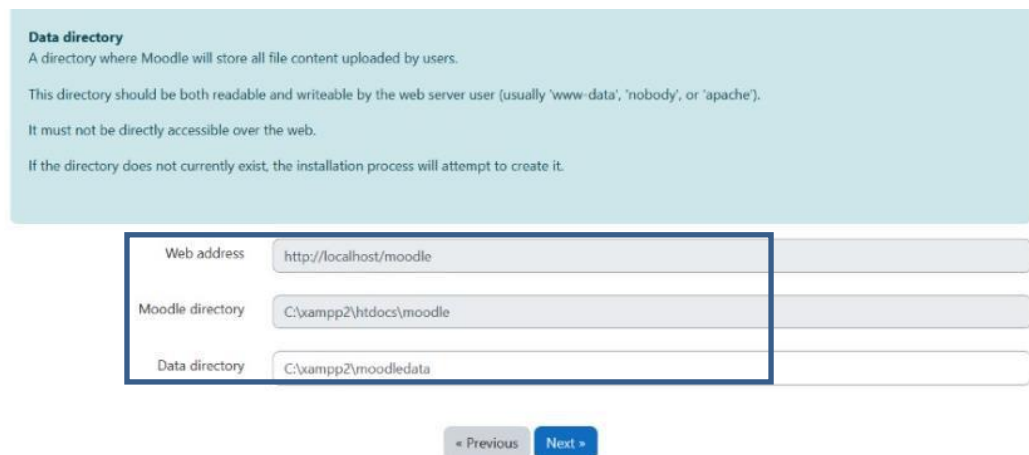 Data directory
A directory where Moodle will store all file content uploaded by users.
This directory should be both readable and writeable by the web server user (usually 'www-data', 'nobody', or 'apache').
It must not be directly accessible over the web.
If the directory does not currently exist, the installation process will attempt to create it.
Web address
http://localhost/moodle
Moodle directory
C:\xampp2\htdocs\moodle
Data directory
C:\xampp2\moodledata
« Previous
Next »